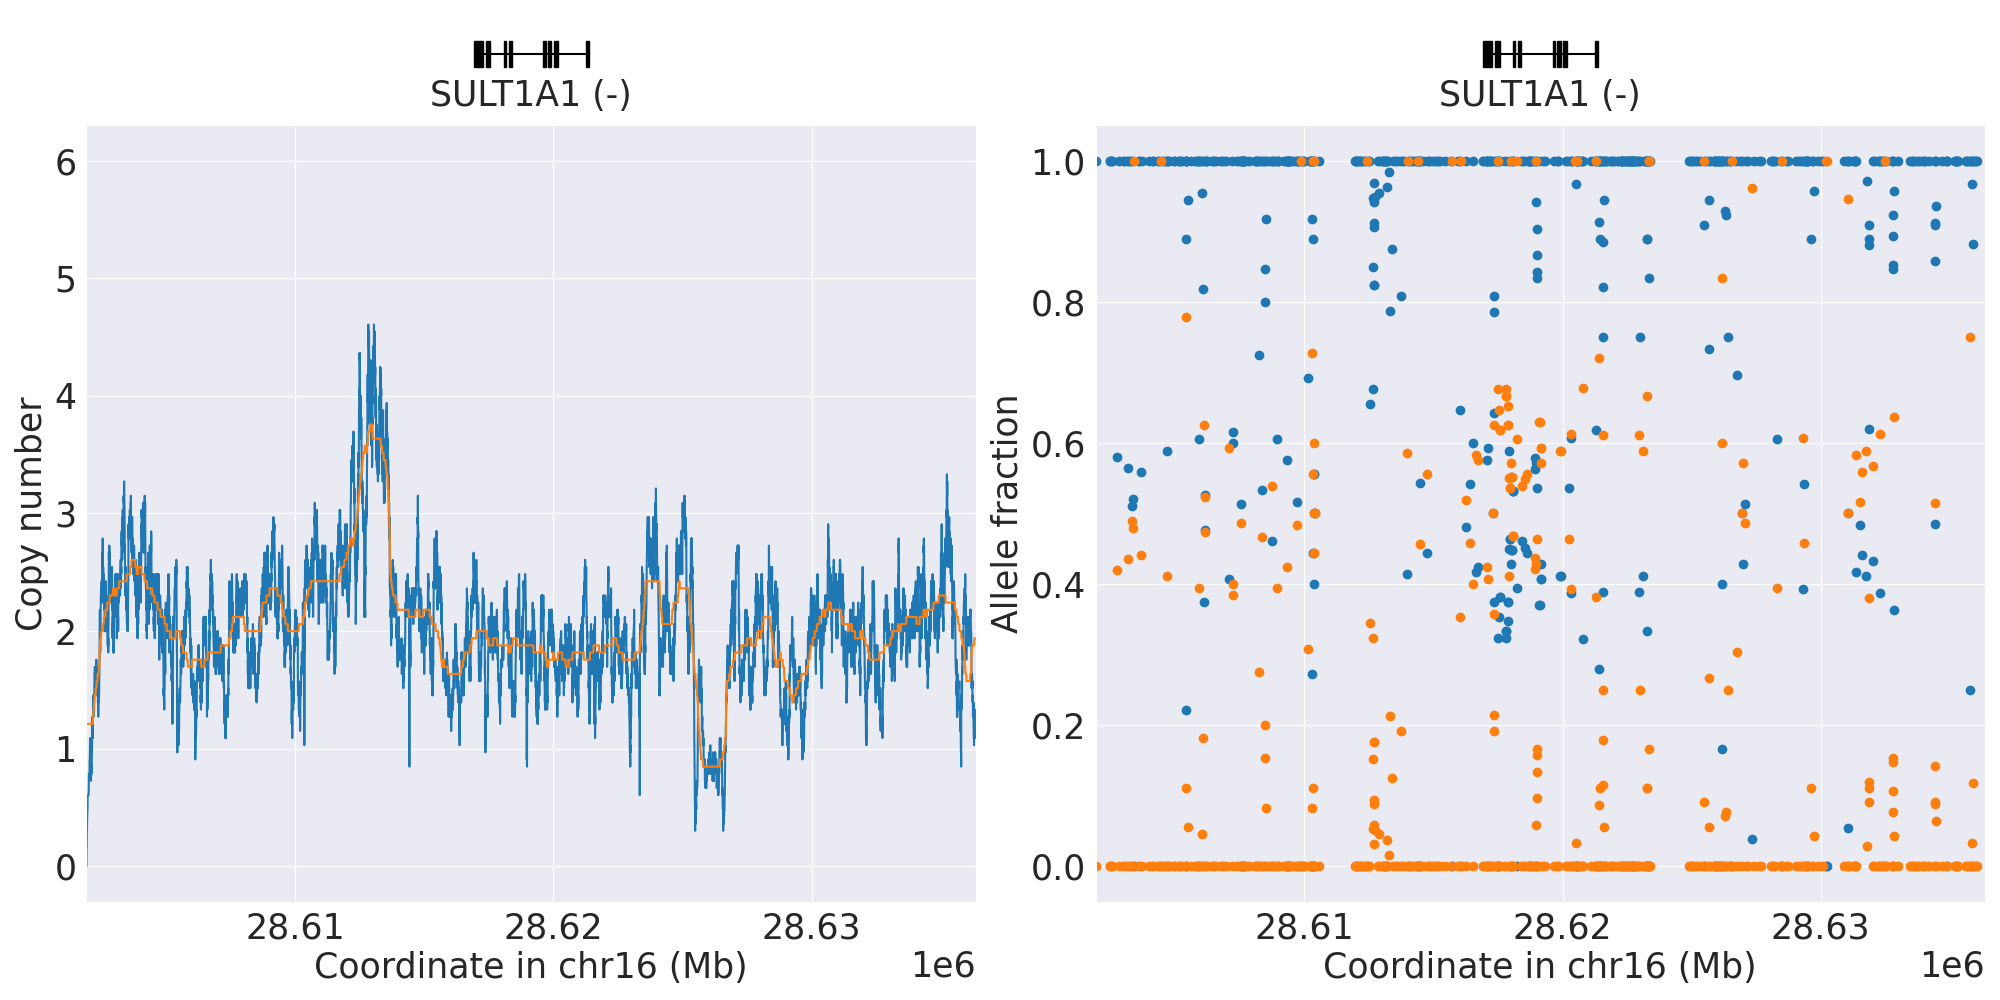 SULT1A1 (-)
6
5
4
3
2
1
0
Copy number
28.61
28.62
28.63
Coordinate in chr16 (Mb)
1e6
SULT1A1 (-)
1.0
0.8
0.6
0.4
0.2
0.0
Allele fraction
28.61
28.62
28.63
Coordinate in chr16 (Mb)
1e6